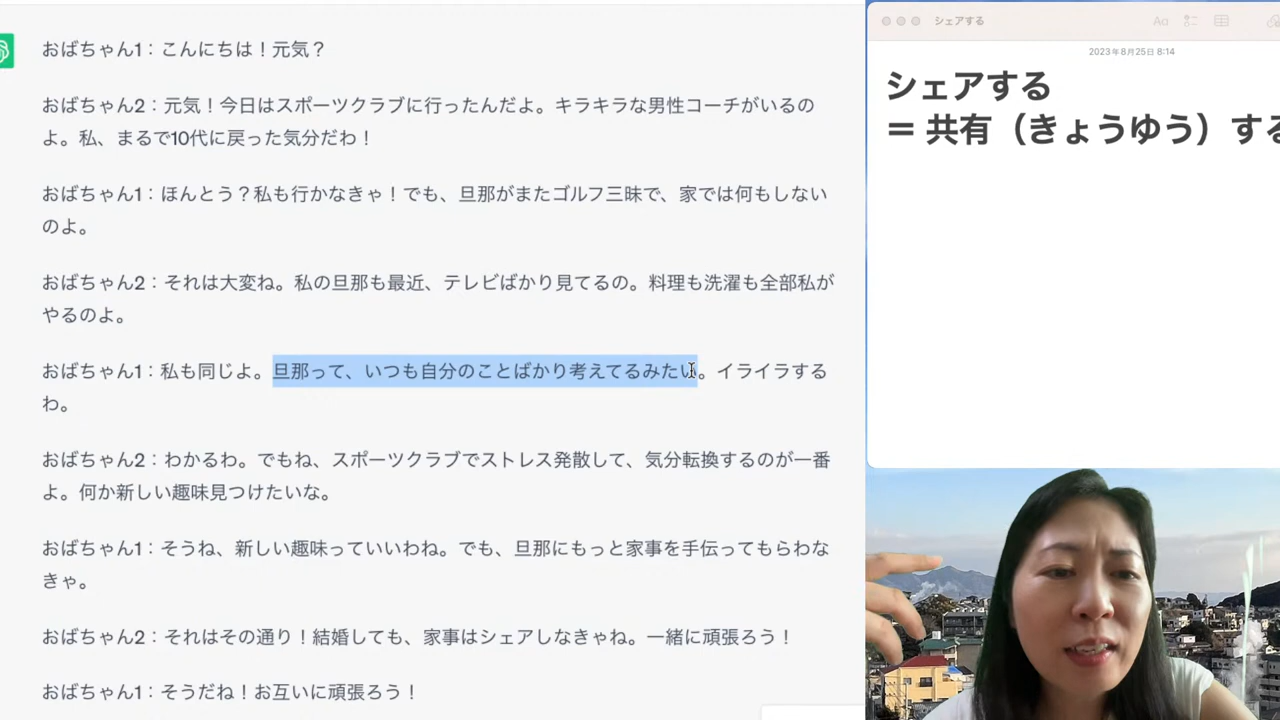 おばちゃん1：こんにちは！元気？
おばちゃん2：元気！今日はスポーツクラブに行ったんだよ。キラキラな男性コーチがいるの
よ。私、まるで10代に戻った気分だわ！
おばちゃん1：ほんとう？私も行かなきゃ！でも、旦那がまたゴルフ三昧で、家では何もしない
のよ。
おばちゃん2：それは大変ね。私の旦那も最近、テレビばかり見てるの。料理も洗濯も全部私が
やるのよ。
おばちゃん1：私も同じよ。旦那って、いつも自分のことばかり考えてるみたい。イライラする
わ。
おばちゃん2：わかるわ。でもね、スポーツクラブでストレス発散して、気分転換するのが一番
よ。何か新しい趣味見つけたいな。
おばちゃん1：そうね、新しい趣味っていいわね。でも、旦那にもっと家事を手伝ってもらわな
きゃ。
おばちゃん2：それはその通り！結婚しても、家事はシェアしなきゃね。一緒に頑張ろう！
おばちゃん1：そうだね！お互いに頑張ろう！
シェアする
Aa
2023年8月25日 8:14
シェアする
＝共有（きょうゆう）する